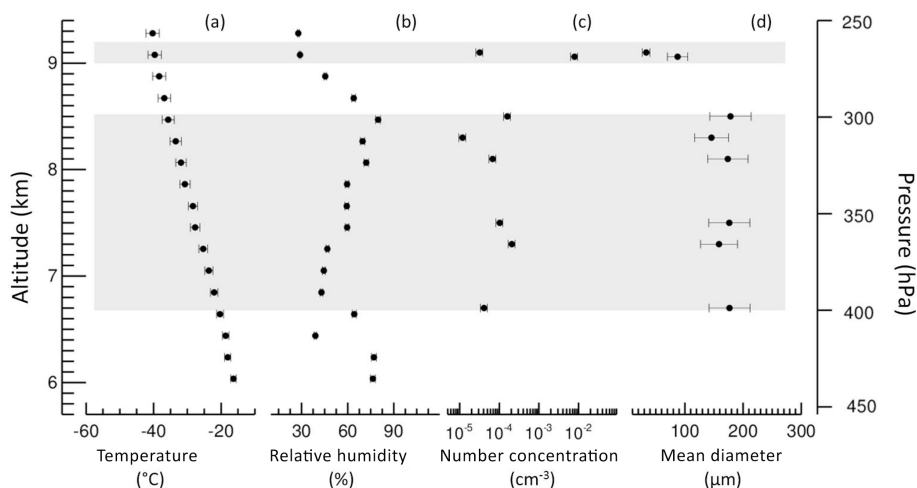 (a) (b) (c) (d)
250
9
300
8
350
7
400
6
450
Altitude (km)
Pressure (hPa)
-60 -40 -20 30 60 90 10-5 10-4 10-3 10-2 100 200 300
Temperature Relative humidity Number concentration Mean diameter
(°C) (%) (cm-3) (μm)